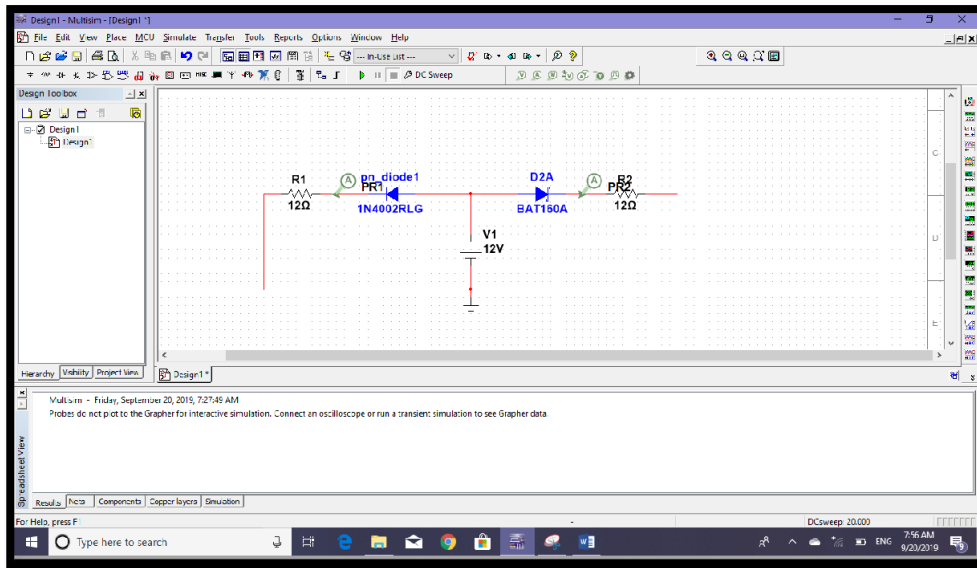 Design1 - Multisim - [Design1 *]
File Edit View Place MCU Simulate Transfer Tools Reports Options Window Help
--- In-Use List ---
DC Sweep
Design Toolbox
Design1
Design1
R1
12Ω
A
PR1
pn_diode1
1N4002RLG
D2A
BAT160A
A
PR2
R2
12Ω
V1
12V
C
D
E
Hierarchy Visibility Project View
Design1 *
Multisim - Friday, September 20, 2019, 7:27:49 AM
Probes do not plot to the Grapher for interactive simulation. Connect an oscilloscope or run a transient simulation to see Grapher data.
Spreadsheet View
Results Nets Components Copper layers Simulation
For Help, press F1
-
DCsweep: 20.000
Type here to search
ENG
7:56 AM
9/20/2019